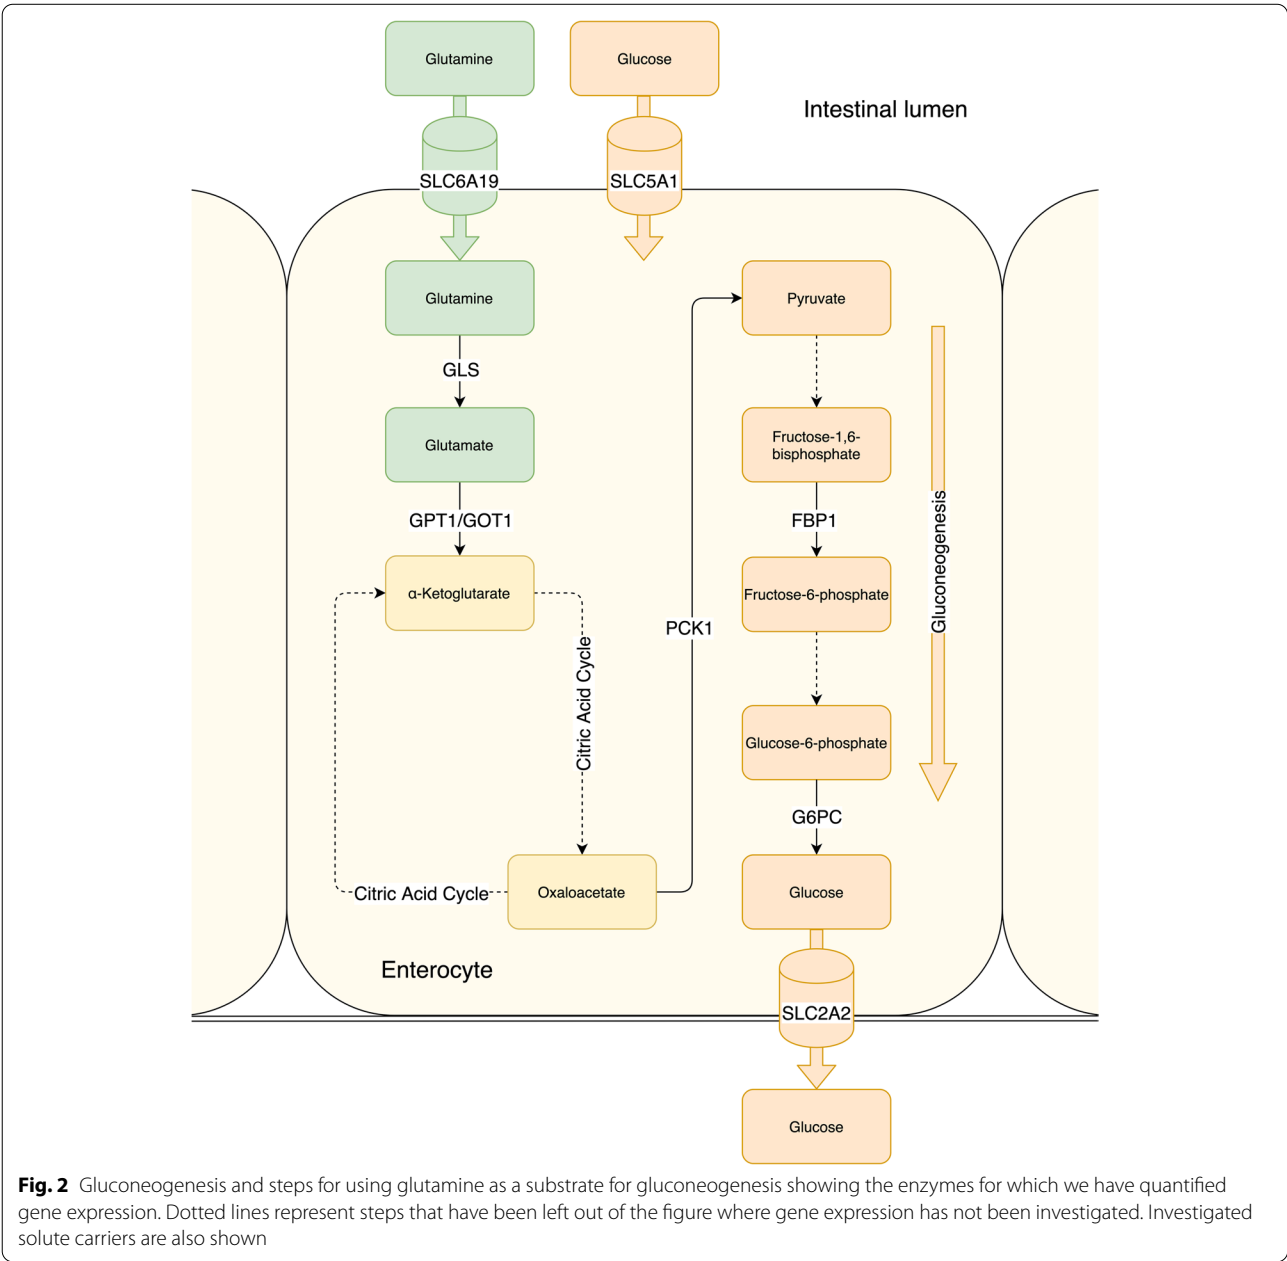 Glutamine
Glucose
Intestinal lumen
SLC6A19
SLC5A1
Glutamine
Pyruvate
GLS
Glutamate
Fructose-1,6-
bisphosphate
GPT1/GOT1
FBP1
Gluconeogenesis
α-Ketoglutarate
Fructose-6-phosphate
PCK1
Citric Acid Cycle
Glucose-6-phosphate
G6PC
Citric Acid Cycle
Oxaloacetate
Glucose
Enterocyte
SLC2A2
Glucose
Fig. 2 Gluconeogenesis and steps for using glutamine as a substrate for gluconeogenesis showing the enzymes for which we have quantified
gene expression. Dotted lines represent steps that have been left out of the figure where gene expression has not been investigated. Investigated
solute carriers are also shown